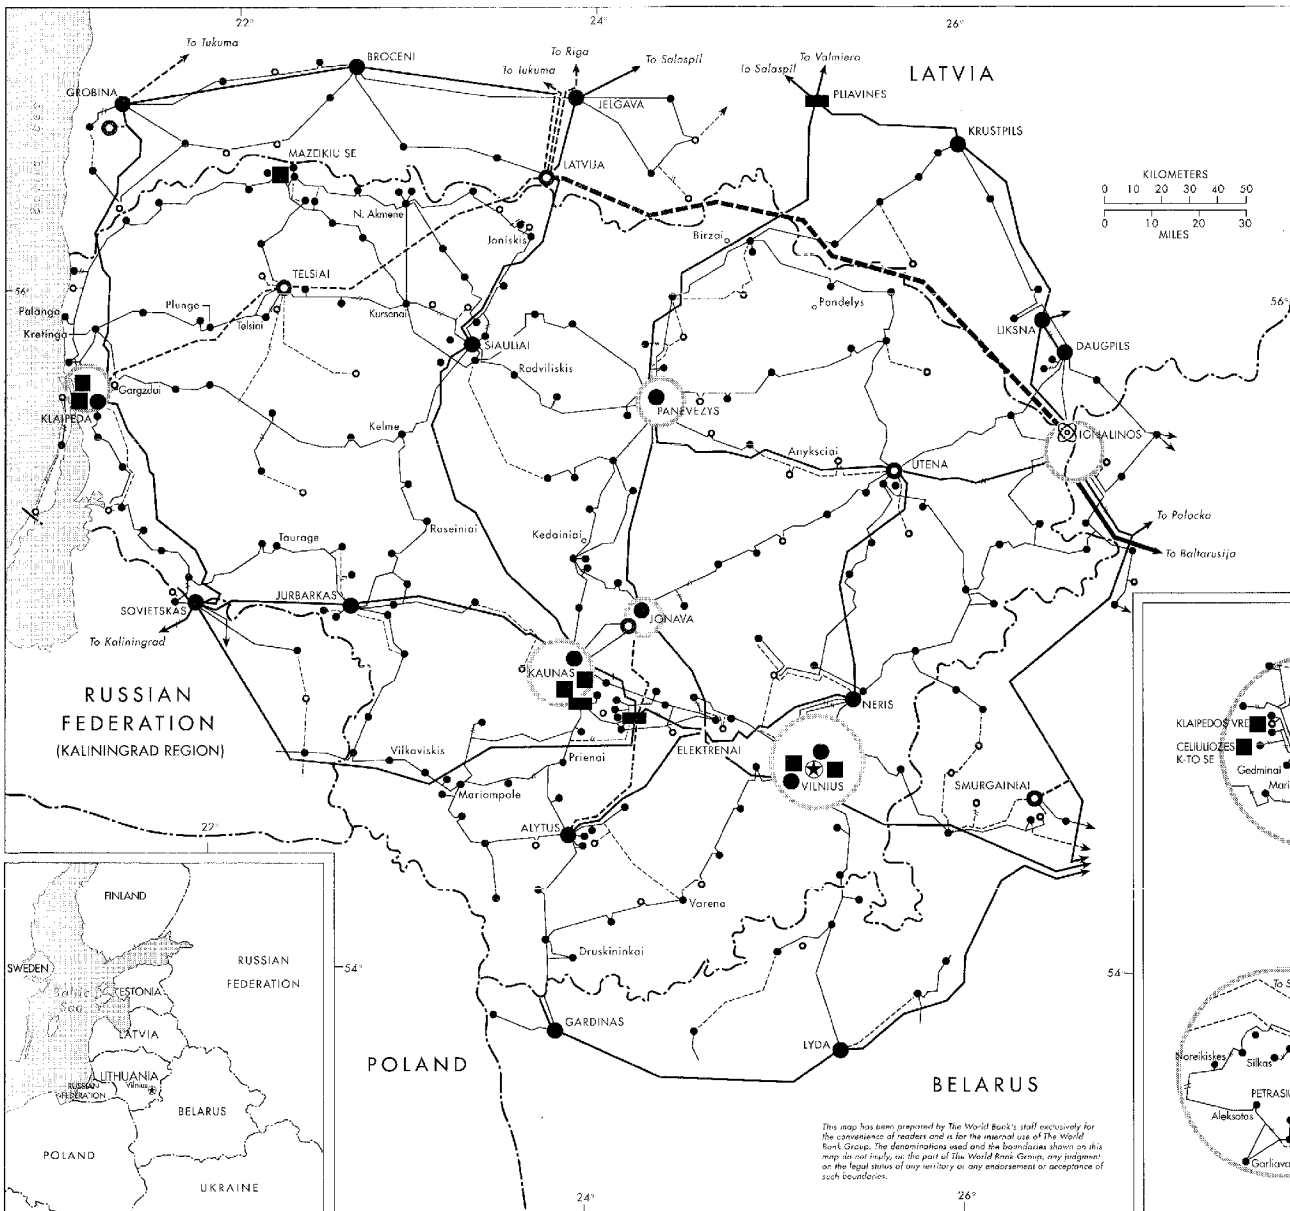 22°
24°
26°
To Tukuma
BROCENI
To Riga
To Tukuma
To Salaspil
To Salaspil
To Valmiera
LATVIA
GROBINA
JELGAVA
PLIAVINES
KRUSTPILS
MAZEIKIU SE
LATVIJA
KILOMETERS
0 10 20 30 40 50
0 10 20 30
MILES
N. Akmene
Joniskis
Birzai
TELSIAI
56°
56°
Palanga
Plunge
Telsiai
Kursenai
Pandelys
Kretinga
LIKSNA
DAUGPILS
SIAULIAI
Radviliskis
Gargzdai
KLAIPEDA
PANEVEZYS
Kelme
IGNALINOS
Anyksciai
UTENA
Raseiniai
Kedainiai
To Polocka
Taurage
To Baltarusija
JURBARKAS
SOVIETSKAS
JONAVA
To Kaliningrad
KAUNAS
RUSSIAN
FEDERATION
(KALININGRAD REGION)
NERIS
KLAIPEDOS VRE
CELIULIOZES
K-TO SE
Gedminai
Mari
Vilkaviskis
Prienai
ELEKTRENAI
VILNIUS
SMURGAINIAI
Mariompole
ALYTUS
22°
Varena
Druskininkai
54°
54
FINLAND
SWEDEN
RUSSIAN
FEDERATION
Baltic
Sea
ESTONIA
LATVIA
LITHUANIA
Vilnius
RUSSIAN
FEDERATION
BELARUS
POLAND
UKRAINE
GARDINAS
LYDA
POLAND
BELARUS
To S
Noreikiskes
Silkas
PETRASIU
Aleksotas
Garliava
This map has been prepared by The World Bank's staff exclusively for
the convenience of readers and is for the internal use of The World
Bank Group. The denominations used and the boundaries shown on this
map do not imply, on the part of The World Bank Group, any judgment
on the legal status of any territory or any endorsement or acceptance of
such boundaries.
24°
26°